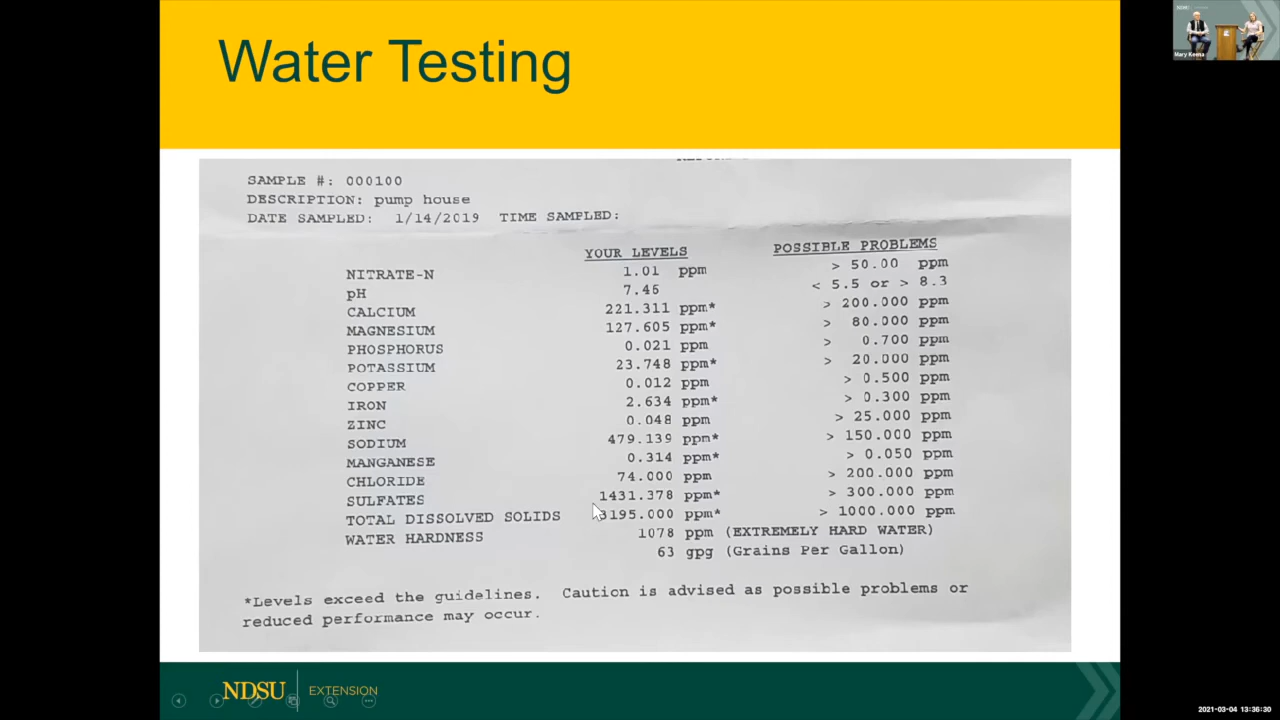 Water Testing
SAMPLE #: 000100
DESCRIPTION: pump house
DATE SAMPLED: 1/14/2019 TIME SAMPLED:
YOUR LEVELS POSSIBLE PROBLEMS
NITRATE-N 1.01 ppm > 50.00 ppm
pH 7.46 < 5.5 or > 8.3
CALCIUM 221.311 ppm* > 200.000 ppm
MAGNESIUM 127.605 ppm* > 80.000 ppm
PHOSPHORUS 0.021 ppm > 0.700 ppm
POTASSIUM 23.748 ppm* > 20.000 ppm
COPPER 0.012 ppm > 0.500 ppm
IRON 2.634 ppm* > 0.300 ppm
ZINC 0.048 ppm > 25.000 ppm
SODIUM 479.139 ppm* > 150.000 ppm
MANGANESE 0.314 ppm* > 0.050 ppm
CHLORIDE 74.000 ppm > 200.000 ppm
SULFATES 1431.378 ppm* > 300.000 ppm
TOTAL DISSOLVED SOLIDS 3195.000 ppm* > 1000.000 ppm
WATER HARDNESS 1078 ppm (EXTREMELY HARD WATER)
63 gpg (Grains Per Gallon)
*Levels exceed the guidelines. Caution is advised as possible problems or
reduced performance may occur.
NDSU EXTENSION
NDSU
Mary Keena
2021-03-04 13:36:30